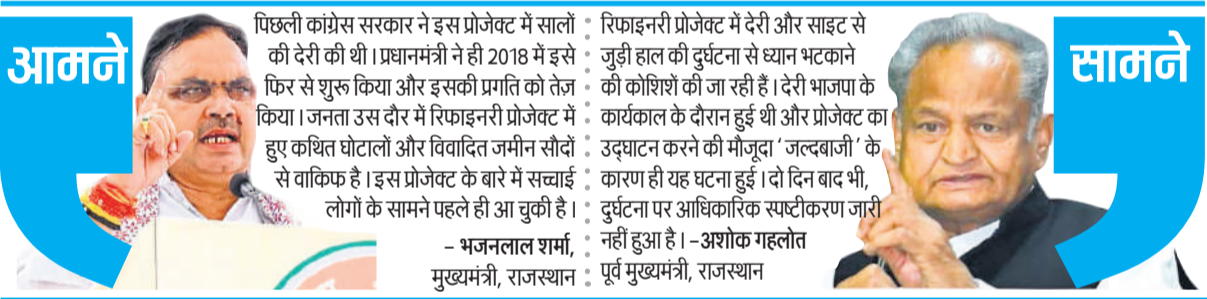 आमने
पिछली कांग्रेस सरकार ने इस प्रोजेक्ट में सालों
की देरी की थी। प्रधानमंत्री ने ही 2018 में इसे
फिर से शुरू किया और इसकी प्रगति को तेज़
किया। जनता उस दौर में रिफाइनरी प्रोजेक्ट में
हुए कथित घोटालों और विवादित जमीन सौदों
से वाकिफ है। इस प्रोजेक्ट के बारे में सच्चाई
लोगों के सामने पहले ही आ चुकी है।
– भजनलाल शर्मा,
मुख्यमंत्री, राजस्थान
रिफाइनरी प्रोजेक्ट में देरी और साइट से
जुड़ी हाल की दुर्घटना से ध्यान भटकाने
की कोशिशें की जा रही हैं। देरी भाजपा के
कार्यकाल के दौरान हुई थी और प्रोजेक्ट का
उद्घाटन करने की मौजूदा ‘ जल्दबाजी ’ के
कारण ही यह घटना हुई। दो दिन बाद भी,
दुर्घटना पर आधिकारिक स्पष्टीकरण जारी
नहीं हुआ है। –अशोक गहलोत
पूर्व मुख्यमंत्री, राजस्थान
सामने